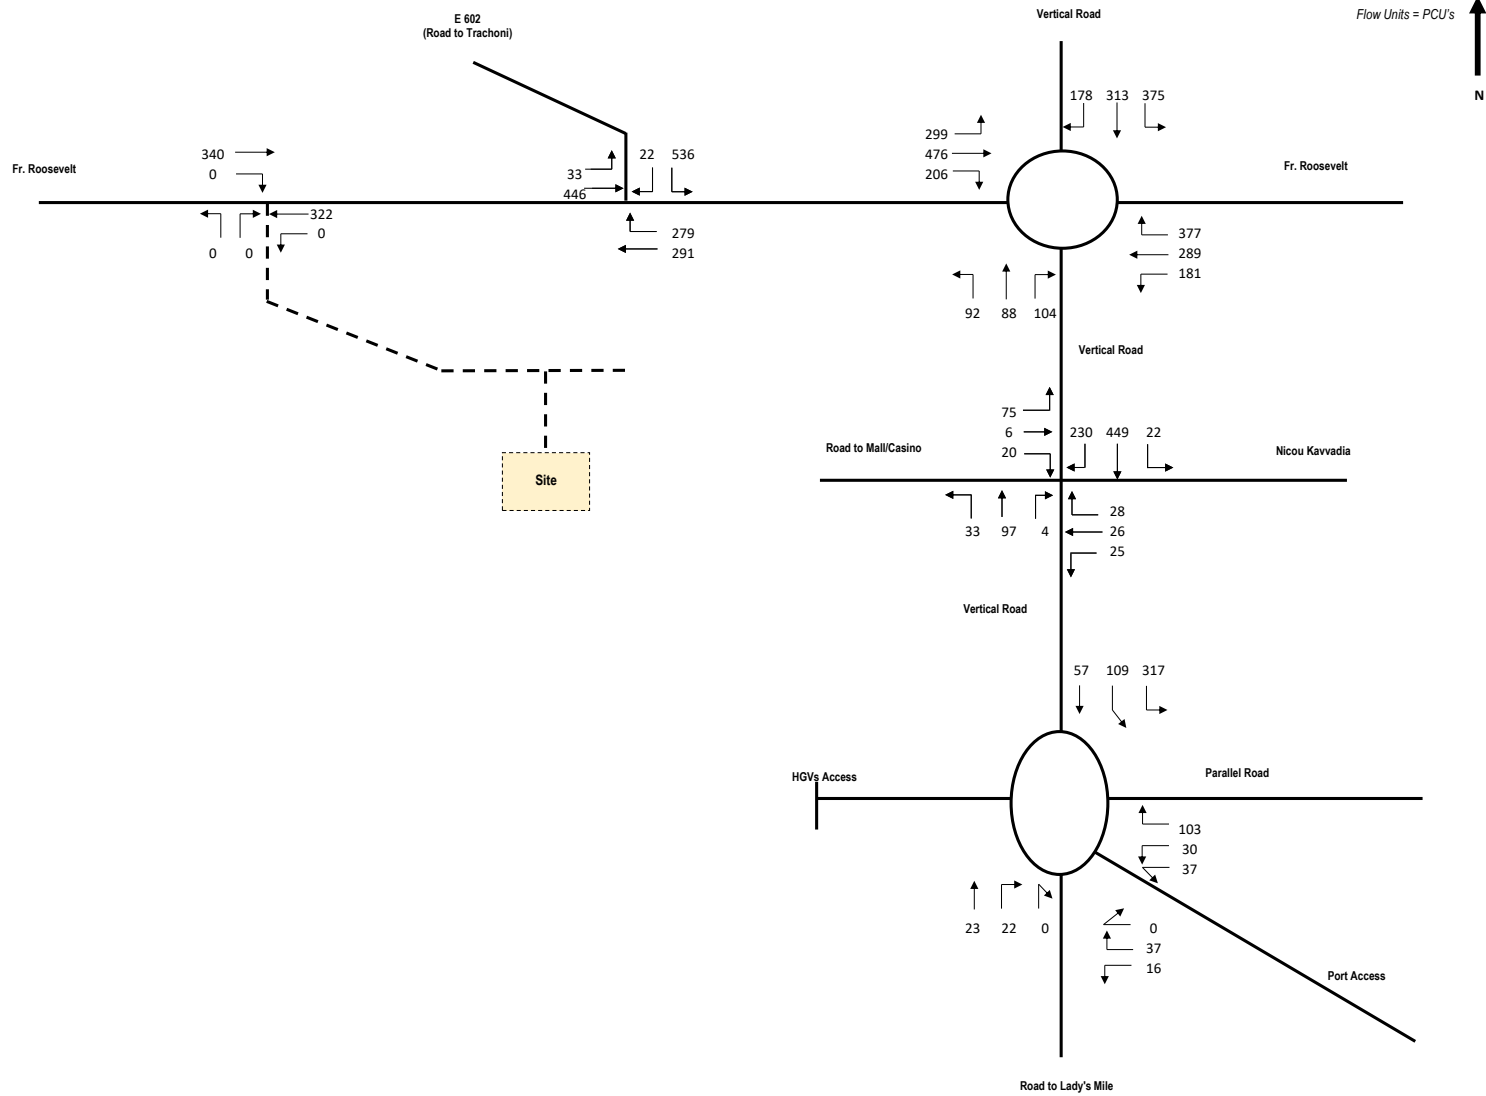 E 602
(Road to Trachoni)
Vertical Road
Flow Units = PCU's
N
178 313 375
299
476
206
340
0
Fr. Roosevelt
33
446
22 536
Fr. Roosevelt
322
0
0 0
279
291
377
289
181
92 88 104
Vertical Road
75
6
20
230 449 22
Road to Mall/Casino
Nicou Kavvadia
Site
33 97 4
28
26
25
Vertical Road
57 109 317
HGVs Access
Parallel Road
103
30
37
23 22 0
0
37
16
Port Access
Road to Lady's Mile